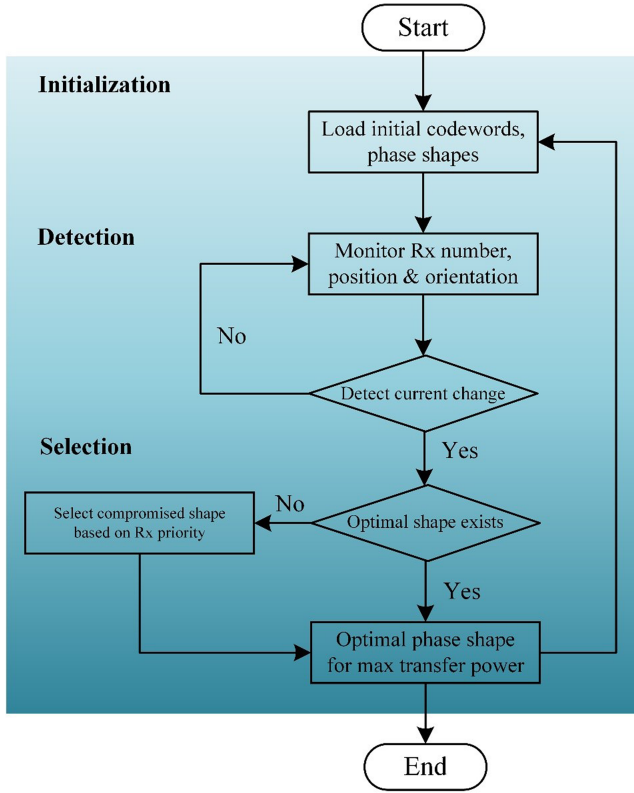 Start
Initialization
Load initial codewords,
phase shapes
Detection
Monitor Rx number,
position & orientation
No
Detect current change
Yes
Selection
Select compromised shape
based on Rx priority
No
Optimal shape exists
Yes
Optimal phase shape
for max transfer power
End